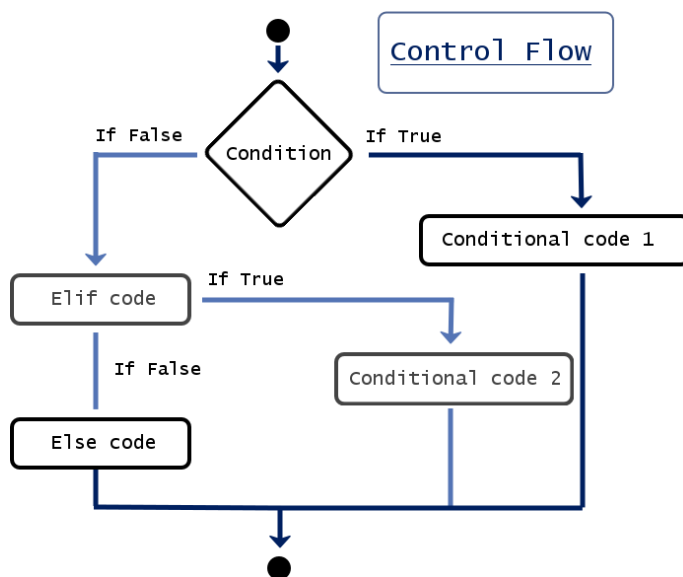 Control Flow
If False
If True
Condition
Conditional code 1
Elif code
If True
If False
Conditional code 2
Else code